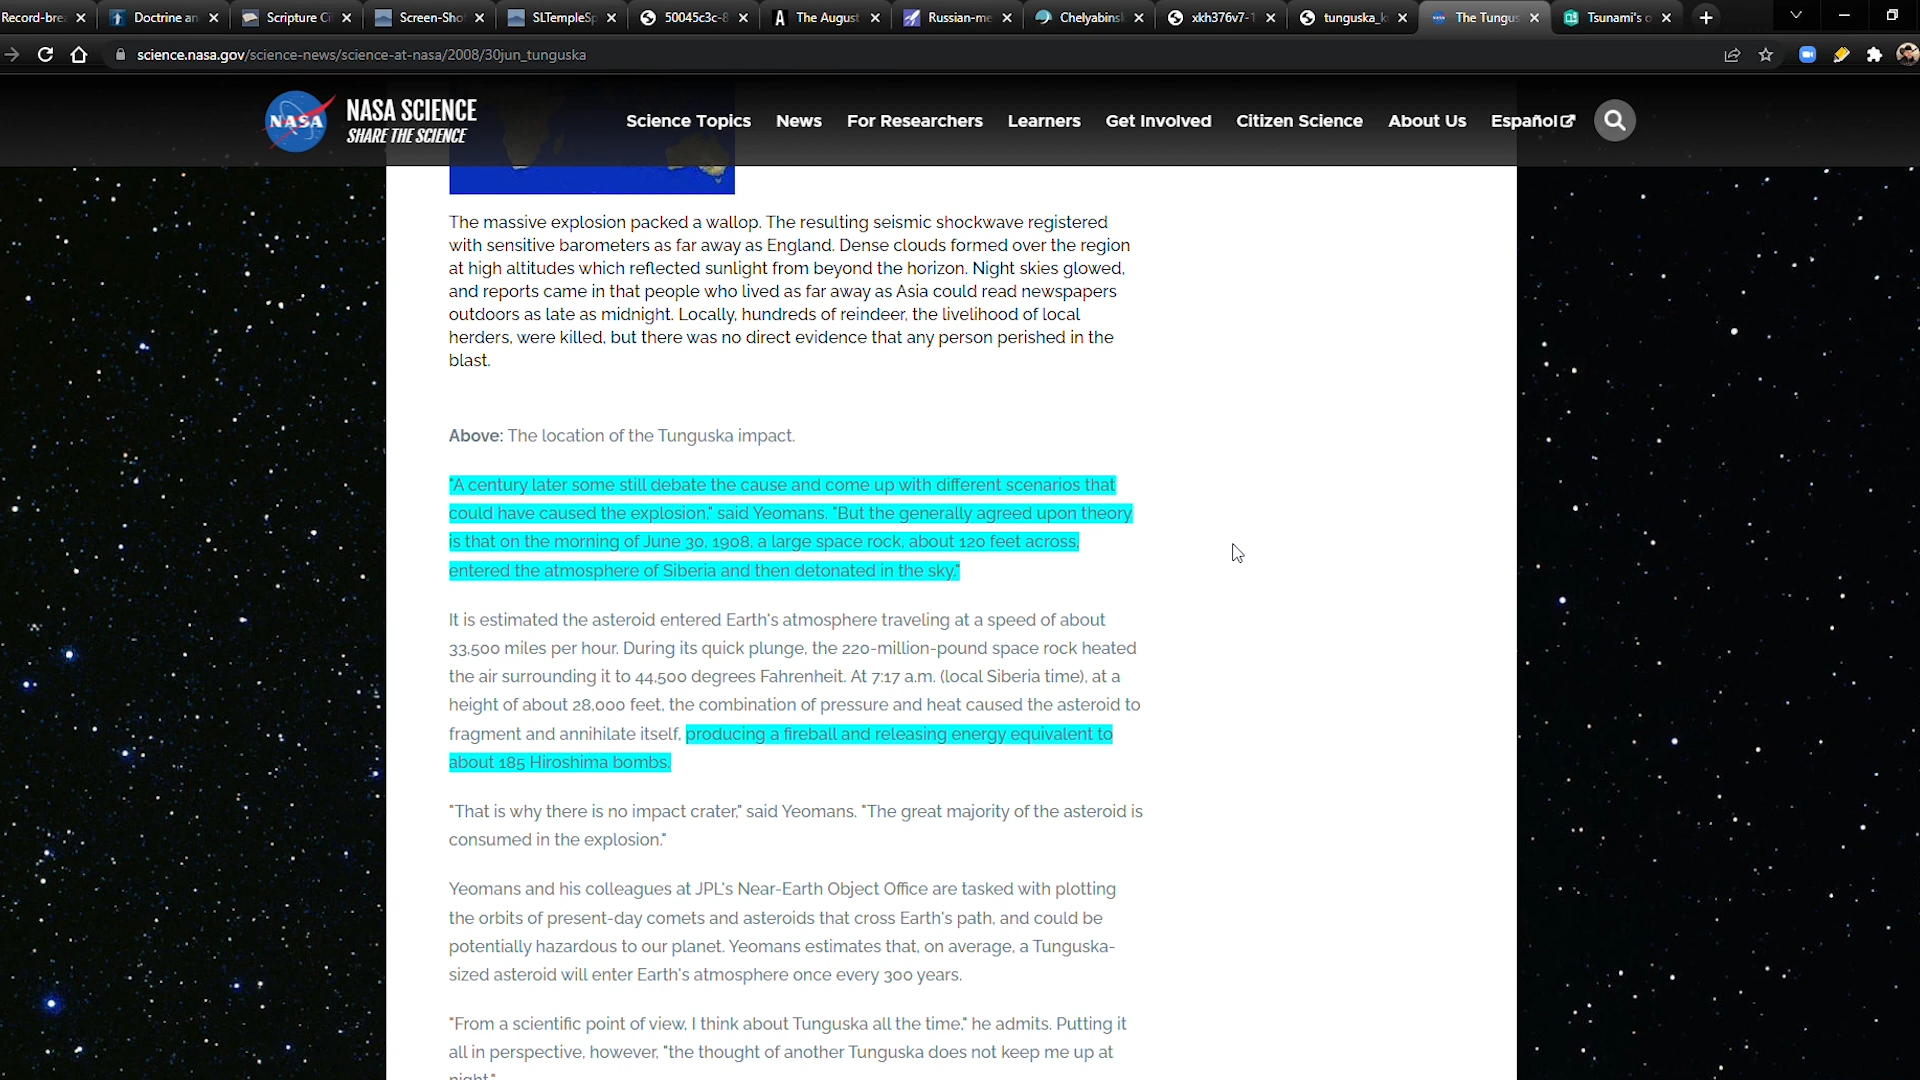 Record-brea
Doctrine an
Scripture Ci
Screen-Shot
SLTempleSp
50045c3c-8
The August
Russian-me
Chelyabinsk
xkh376v7-1
tunguska_k
The Tungus
Tsunami's o
science.nasa.gov/science-news/science-at-nasa/2008/30jun_tunguska
NASA
NASA SCIENCE
SHARE THE SCIENCE
Science Topics News For Researchers Learners Get Involved Citizen Science About Us Español
The massive explosion packed a wallop. The resulting seismic shockwave registered
with sensitive barometers as far away as England. Dense clouds formed over the region
at high altitudes which reflected sunlight from beyond the horizon. Night skies glowed,
and reports came in that people who lived as far away as Asia could read newspapers
outdoors as late as midnight. Locally, hundreds of reindeer, the livelihood of local
herders, were killed, but there was no direct evidence that any person perished in the
blast.
Above: The location of the Tunguska impact.
"A century later some still debate the cause and come up with different scenarios that
could have caused the explosion," said Yeomans. "But the generally agreed upon theory
is that on the morning of June 30, 1908, a large space rock, about 120 feet across,
entered the atmosphere of Siberia and then detonated in the sky."
It is estimated the asteroid entered Earth's atmosphere traveling at a speed of about
33,500 miles per hour. During its quick plunge, the 220-million-pound space rock heated
the air surrounding it to 44,500 degrees Fahrenheit. At 7:17 a.m. (local Siberia time), at a
height of about 28,000 feet, the combination of pressure and heat caused the asteroid to
fragment and annihilate itself, producing a fireball and releasing energy equivalent to
about 185 Hiroshima bombs.
"That is why there is no impact crater," said Yeomans. "The great majority of the asteroid is
consumed in the explosion."
Yeomans and his colleagues at JPL's Near-Earth Object Office are tasked with plotting
the orbits of present-day comets and asteroids that cross Earth's path, and could be
potentially hazardous to our planet. Yeomans estimates that, on average, a Tunguska-
sized asteroid will enter Earth's atmosphere once every 300 years.
"From a scientific point of view, I think about Tunguska all the time," he admits. Putting it
all in perspective, however, "the thought of another Tunguska does not keep me up at
night."